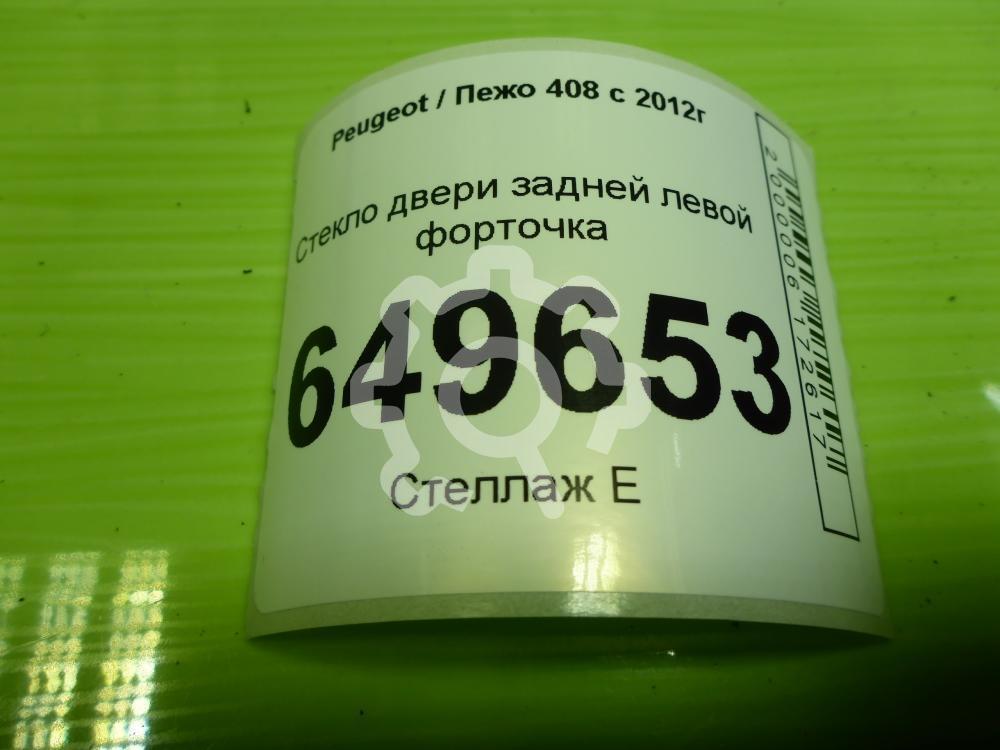 Peugeot / Пежо 408 с 2012г
Стекло двери задней левой
форточка
649653
Стеллаж Е
2000006172617